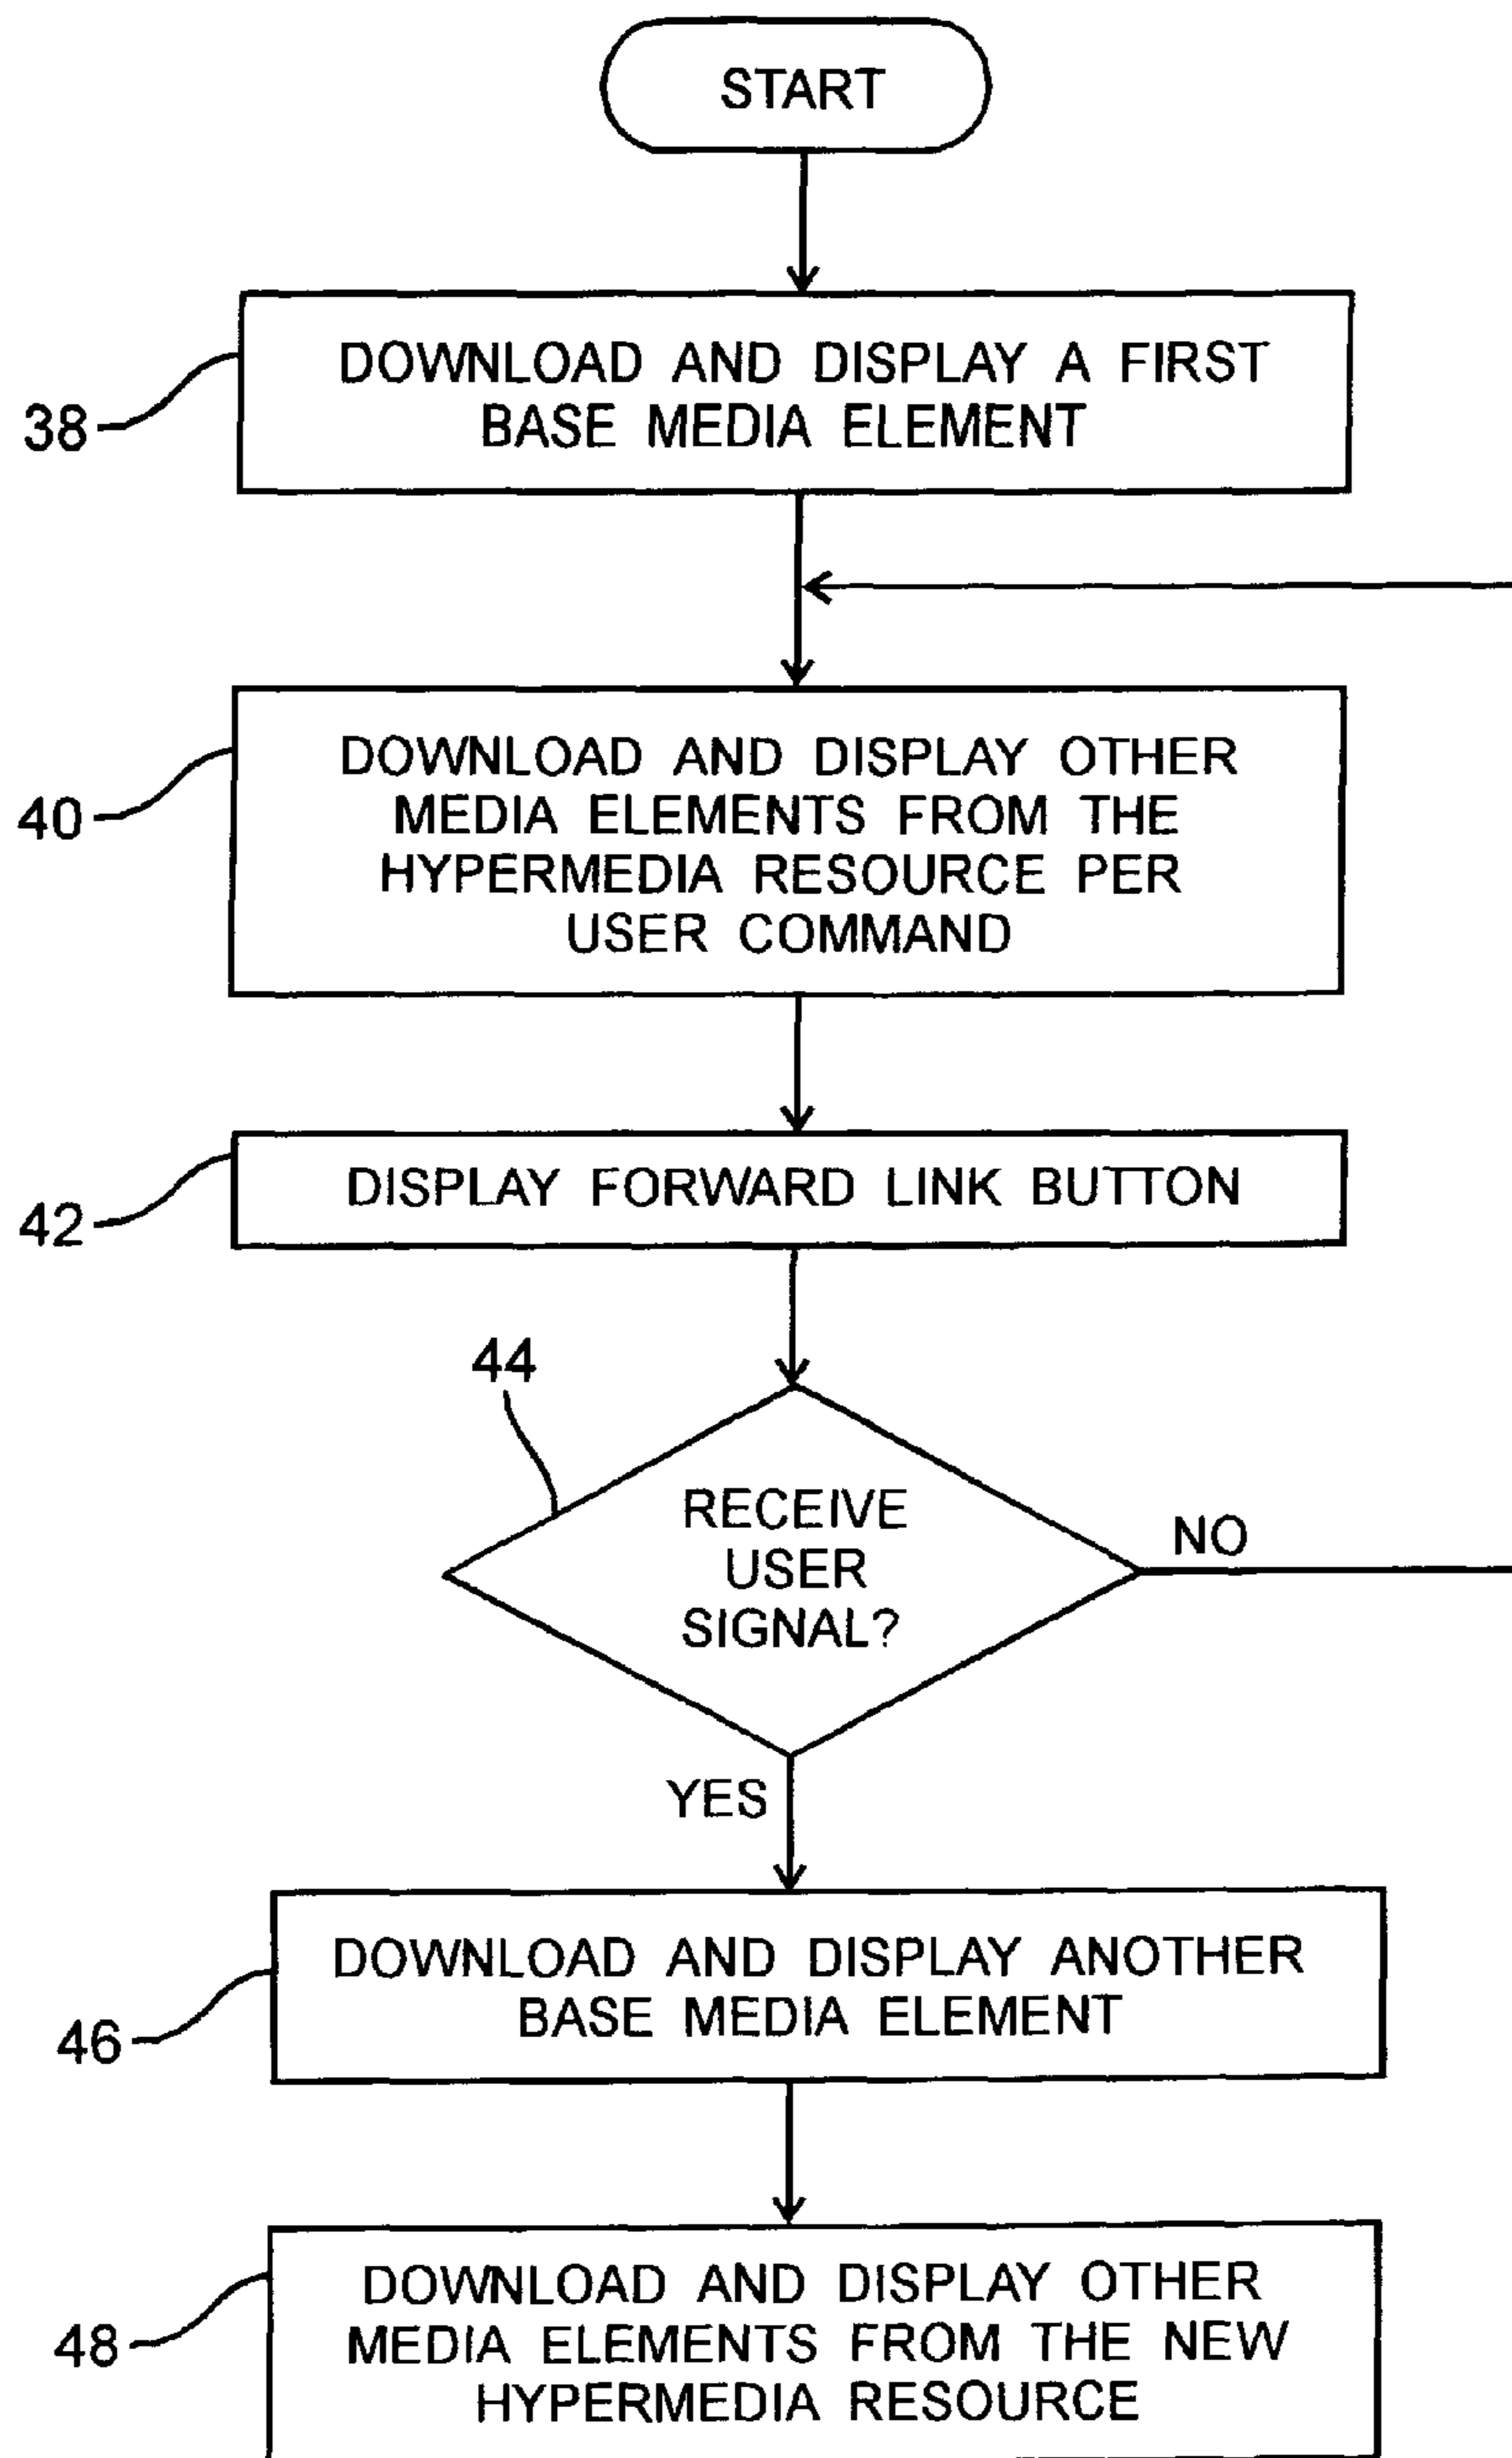 START
38
DOWNLOAD AND DISPLAY A FIRST
BASE MEDIA ELEMENT
40
DOWNLOAD AND DISPLAY OTHER
MEDIA ELEMENTS FROM THE
HYPERMEDIA RESOURCE PER
USER COMMAND
42
DISPLAY FORWARD LINK BUTTON
44
RECEIVE
USER
SIGNAL?
NO
YES
46
DOWNLOAD AND DISPLAY ANOTHER
BASE MEDIA ELEMENT
48
DOWNLOAD AND DISPLAY OTHER
MEDIA ELEMENTS FROM THE NEW
HYPERMEDIA RESOURCE